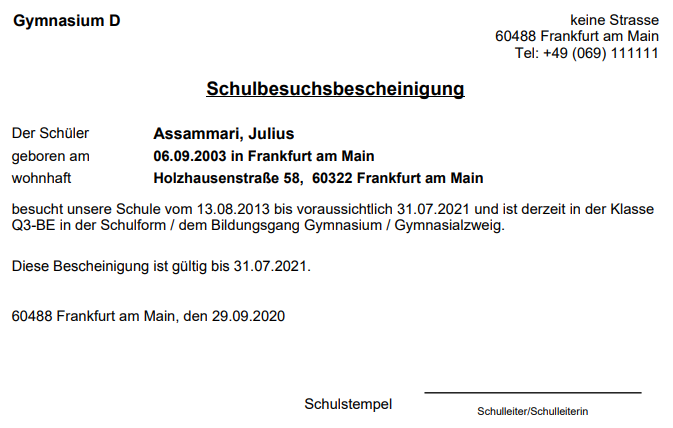 Gymnasium D
keine Strasse
60488 Frankfurt am Main
Tel: +49 (069) 111111
Schulbesuchsbescheinigung
Der Schüler Assammari, Julius
geboren am 06.09.2003 in Frankfurt am Main
wohnhaft Holzhausenstraße 58, 60322 Frankfurt am Main
besucht unsere Schule vom 13.08.2013 bis voraussichtlich 31.07.2021 und ist derzeit in der Klasse
Q3-BE in der Schulform / dem Bildungsgang Gymnasium / Gymnasialzweig.
Diese Bescheinigung ist gültig bis 31.07.2021.
60488 Frankfurt am Main, den 29.09.2020
Schulstempel
Schulleiter/Schulleiterin